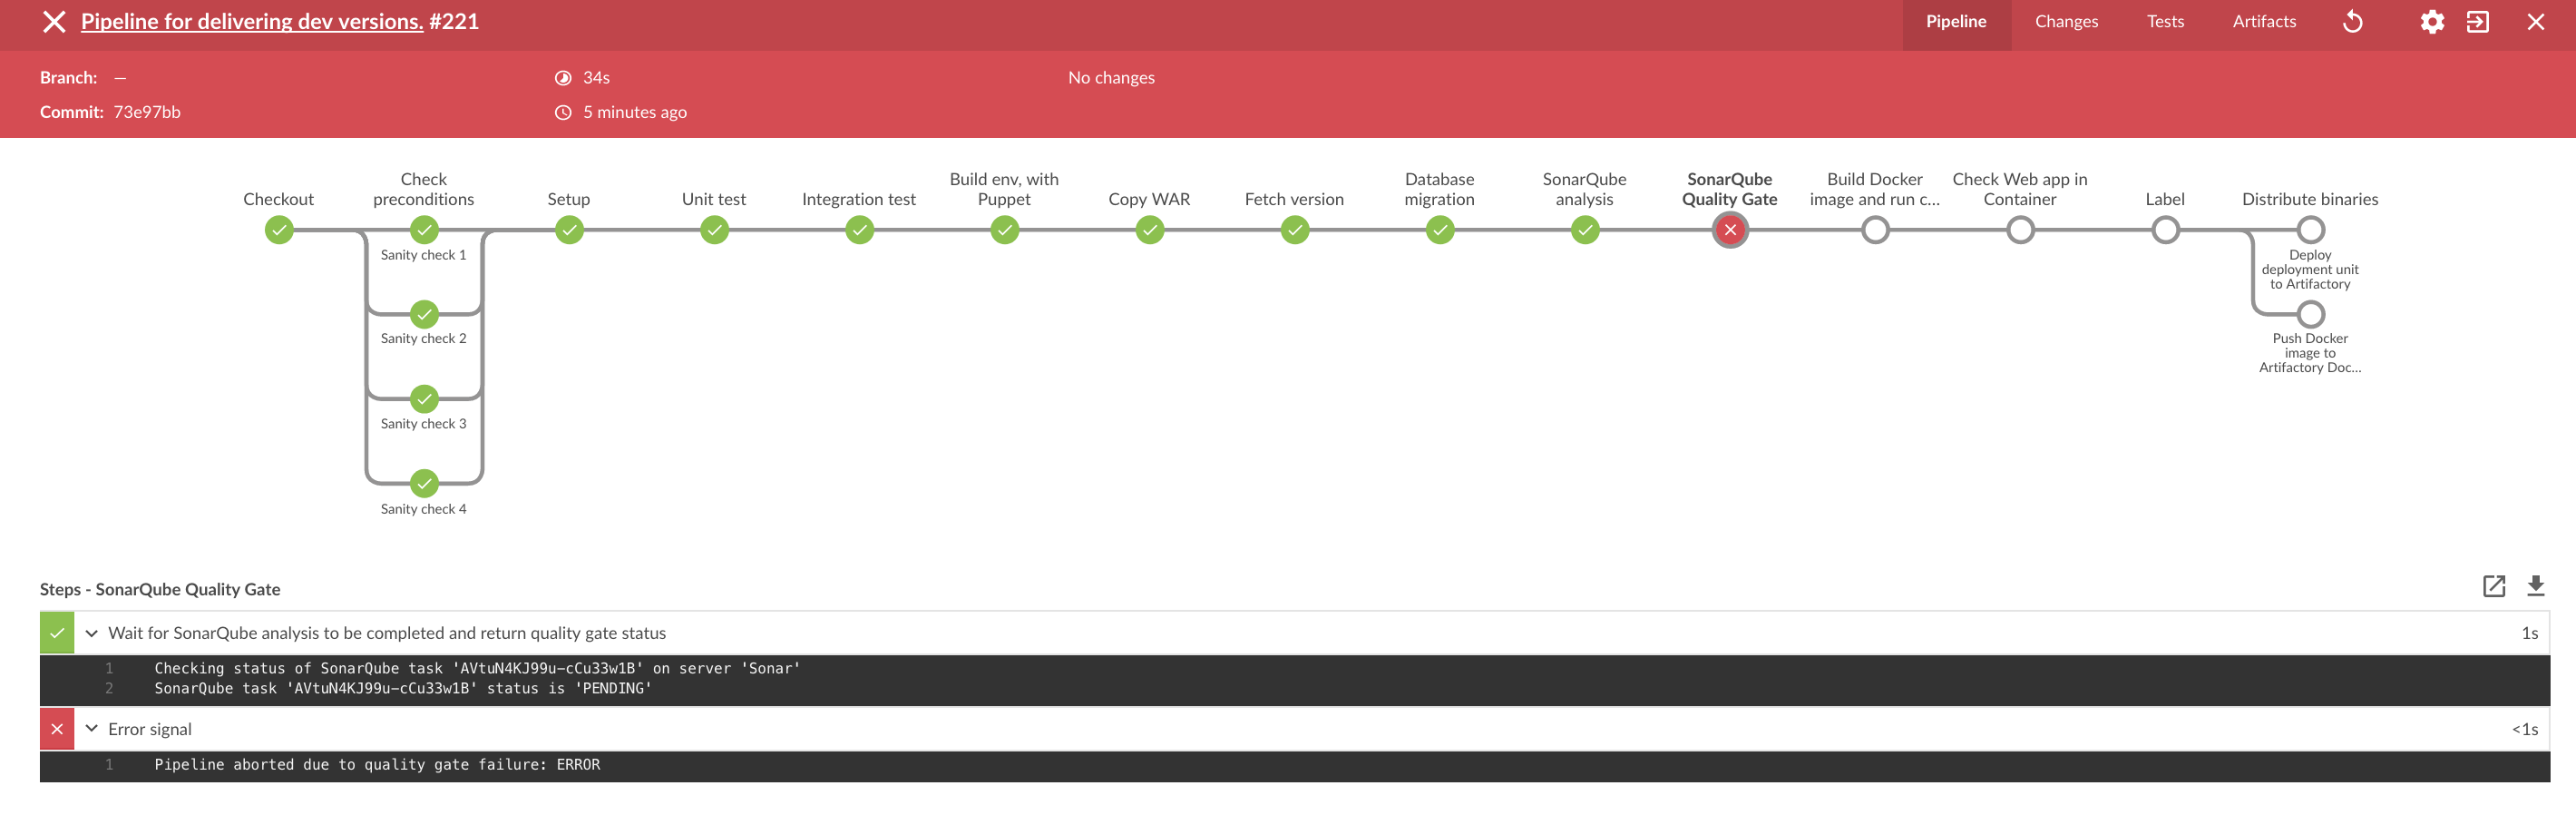 Pipeline for delivering dev versions. #221
Pipeline
Changes
Tests
Artifacts
Branch: —
34s
No changes
Commit: 73e97bb
5 minutes ago
Checkout
Check
preconditions
Setup
Unit test
Integration test
Build env, with
Puppet
Copy WAR
Fetch version
Database
migration
SonarQube
analysis
SonarQube
Quality Gate
Build Docker
image and run c...
Check Web app in
Container
Label
Distribute binaries
Sanity check 1
Sanity check 2
Sanity check 3
Sanity check 4
Deploy
deployment unit
to Artifactory
Push Docker
image to
Artifactory Doc...
Steps - SonarQube Quality Gate
Wait for SonarQube analysis to be completed and return quality gate status
1s
1 Checking status of SonarQube task 'AVtuN4KJ99u-cCu33w1B' on server 'Sonar'
2 SonarQube task 'AVtuN4KJ99u-cCu33w1B' status is 'PENDING'
Error signal
<1s
1 Pipeline aborted due to quality gate failure: ERROR